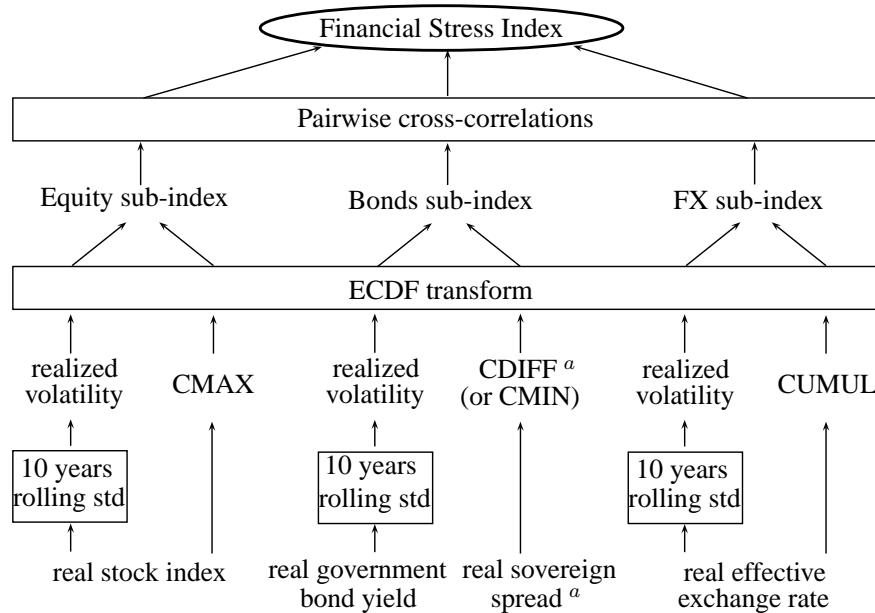 Financial Stress Index
Pairwise cross-correlations
Equity sub-index
Bonds sub-index
FX sub-index
ECDF transform
realized
volatility
CMAX
realized
volatility
CDIFF a
(or CMIN)
realized
volatility
CUMUL
10 years
rolling std
10 years
rolling std
10 years
rolling std
real stock index
real government
bond yield
real sovereign
spread a
real effective
exchange rate